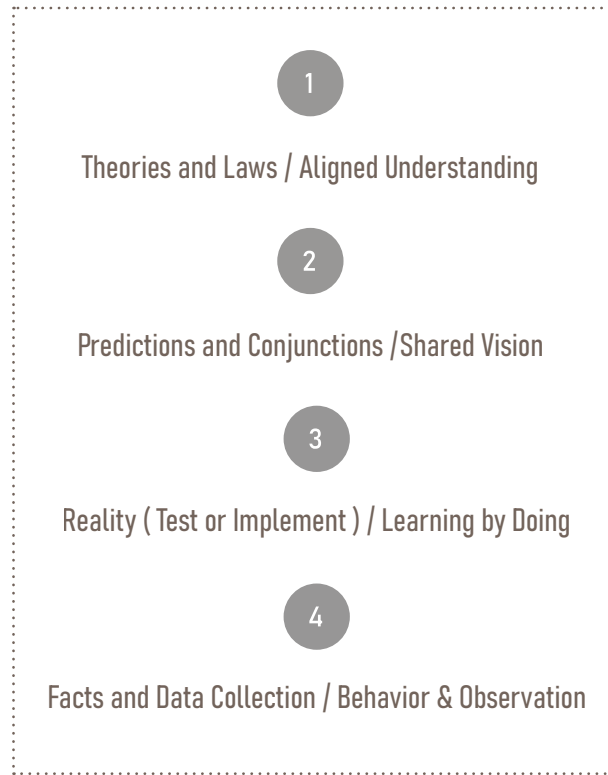 1
Theories and Laws / Aligned Understanding
2
Predictions and Conjunctions /Shared Vision
3
Reality ( Test or Implement ) / Learning by Doing
4
Facts and Data Collection / Behavior & Observation